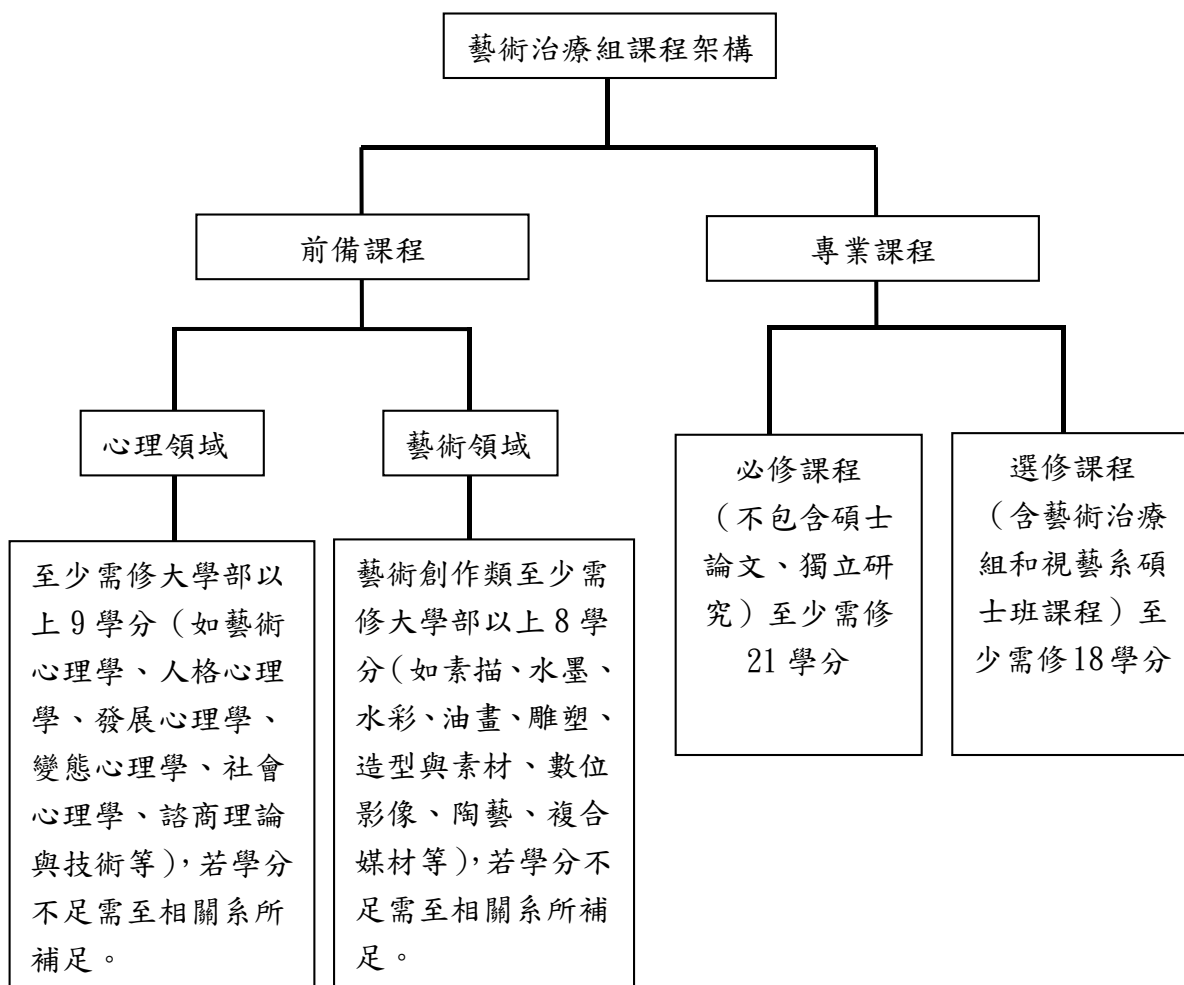 藝術治療組課程架構
前備課程
專業課程
心理領域
藝術領域
必修課程
（不包含碩士
論文、獨立研
究）至少需修
21 學分
選修課程
（含藝術治療
組和視藝系碩
士班課程）至
少需修18學分
至少需修大學部以
上 9 學分（如藝術
心理學、人格心理
學、發展心理學、
變態心理學、社會
心理學、諮商理論
與技術等），若學分
不足需至相關系所
補足。
藝術創作類至少需
修大學部以上 8 學
分（如素描、水墨、
水彩、油畫、雕塑、
造型與素材、數位
影像、陶藝、複合
媒材等），若學分不
足需至相關系所補
足。